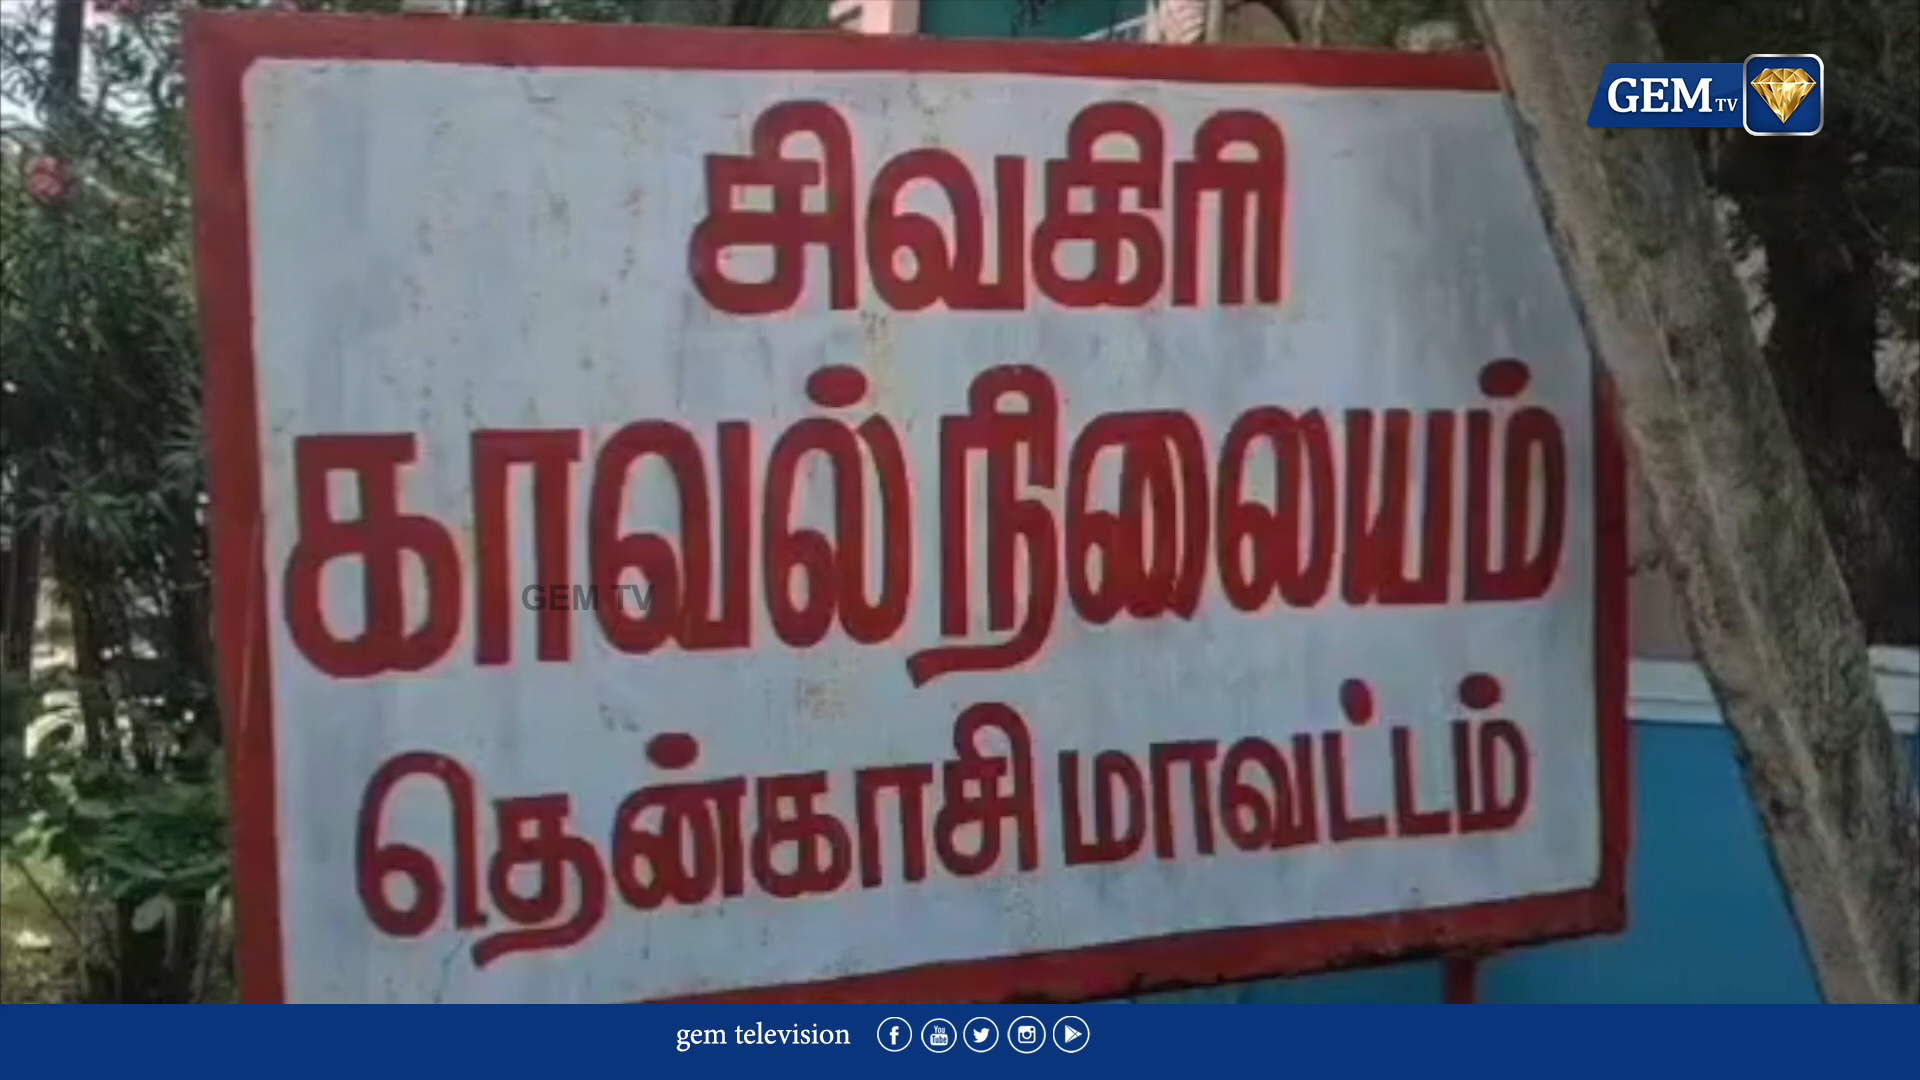 GEM TV
சிவகிரி
காவல் நிலையம்
GEM TV
தென்காசி மாவட்டம்
gem television